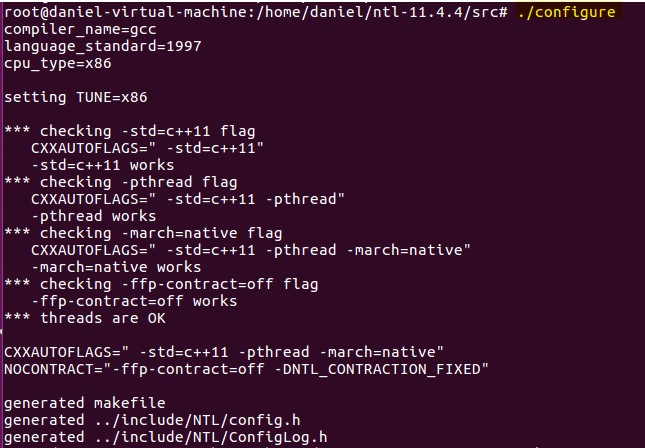 root@daniel-virtual-machine:/home/daniel/ntl-11.4.4/src# ./configure
compiler_name=gcc
language_standard=1997
cpu_type=x86
setting TUNE=x86
*** checking -std=c++11 flag
CXXAUTOFLAGS=" -std=c++11"
-std=c++11 works
*** checking -pthread flag
CXXAUTOFLAGS=" -std=c++11 -pthread"
-pthread works
*** checking -march=native flag
CXXAUTOFLAGS=" -std=c++11 -pthread -march=native"
-march=native works
*** checking -ffp-contract=off flag
-ffp-contract=off works
*** threads are OK
CXXAUTOFLAGS=" -std=c++11 -pthread -march=native"
NOCONTRACT="-ffp-contract=off -DNTL_CONTRACTION_FIXED"
generated makefile
generated ../include/NTL/config.h
generated ../include/NTL/ConfigLog.h